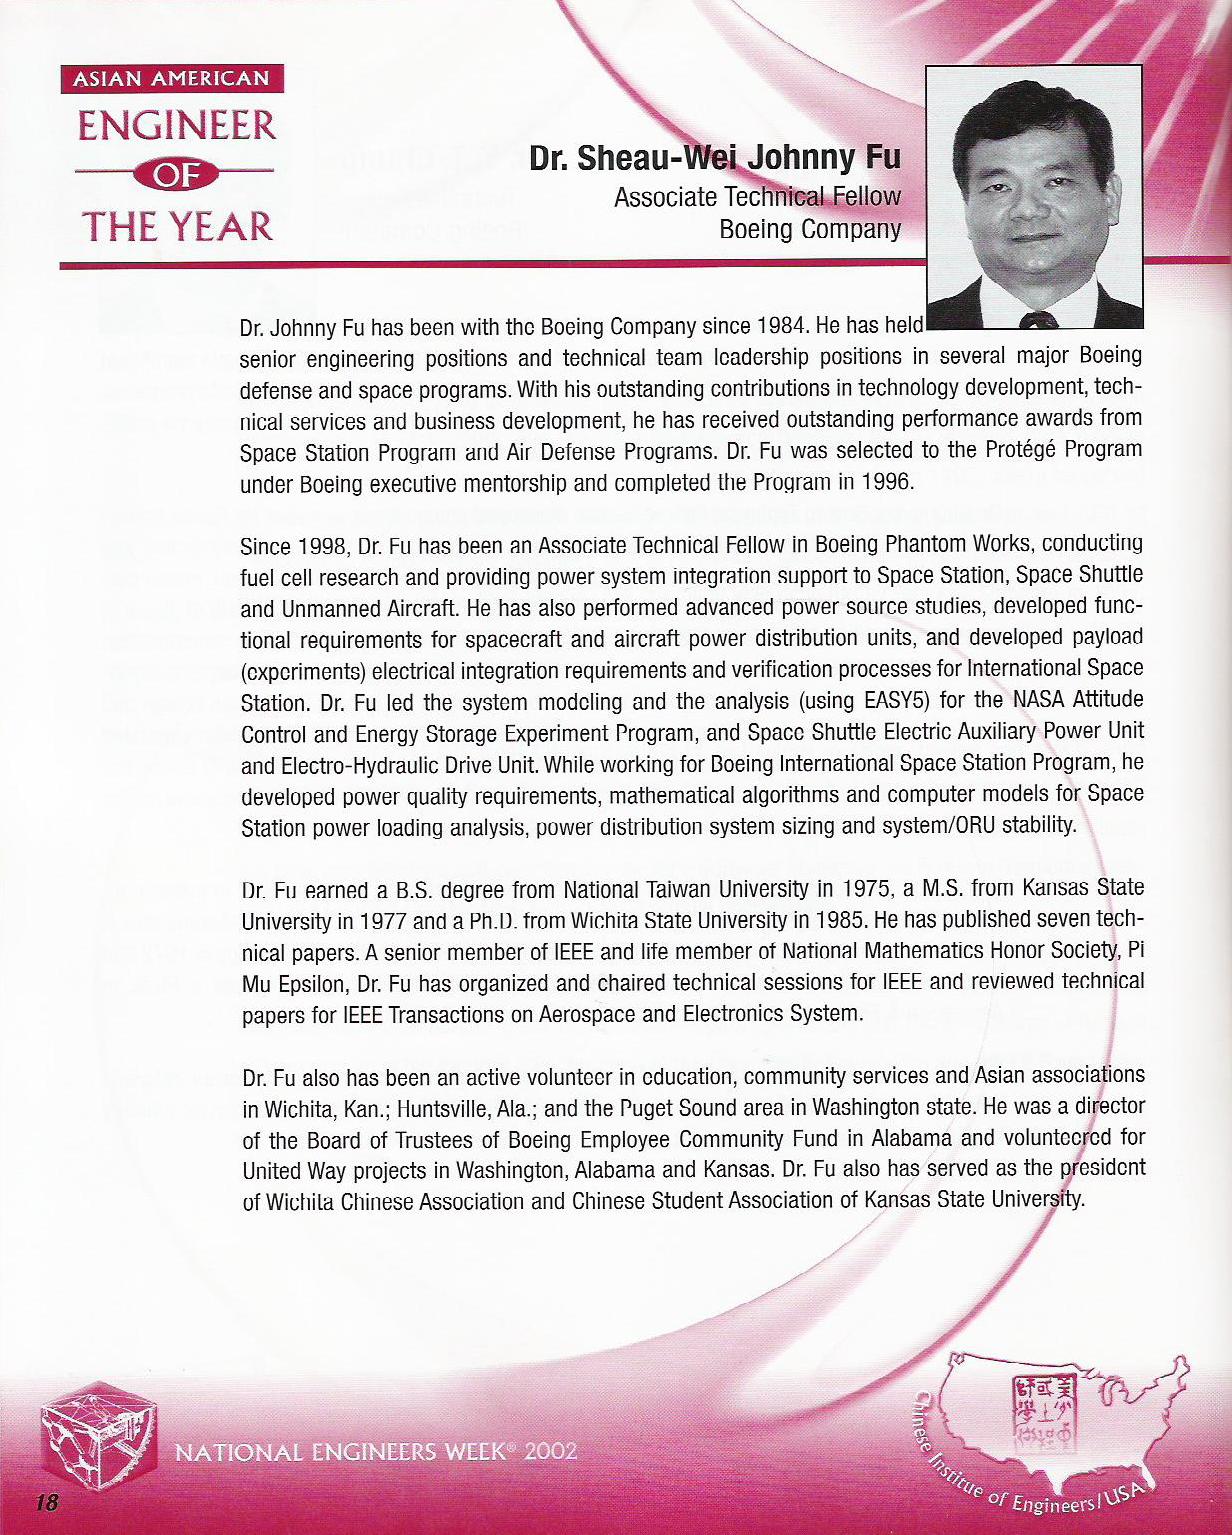 ASIAN AMERICAN
ENGINEER
OF
THE YEAR
Dr. Sheau-Wei Johnny Fu
Associate Technical Fellow
Boeing Company
Dr. Johnny Fu has been with the Boeing Company since 1984. He has held
senior engineering positions and technical team leadership positions in several major Boeing
defense and space programs. With his outstanding contributions in technology development, tech-
nical services and business development, he has received outstanding performance awards from
Space Station Program and Air Defense Programs. Dr. Fu was selected to the Protégé Program
under Boeing executive mentorship and completed the Program in 1996.
Since 1998, Dr. Fu has been an Associate Technical Fellow in Boeing Phantom Works, conducting
fuel cell research and providing power system integration support to Space Station, Space Shuttle
and Unmanned Aircraft. He has also performed advanced power source studies, developed func-
tional requirements for spacecraft and aircraft power distribution units, and developed payload
(experiments) electrical integration requirements and verification processes for International Space
Station. Dr. Fu led the system modeling and the analysis (using EASY5) for the NASA Attitude
Control and Energy Storage Experiment Program, and Space Shuttle Electric Auxiliary Power Unit
and Electro-Hydraulic Drive Unit. While working for Boeing International Space Station Program, he
developed power quality requirements, mathematical algorithms and computer models for Space
Station power loading analysis, power distribution system sizing and system/ORU stability.
Dr. Fu earned a B.S. degree from National Taiwan University in 1975, a M.S. from Kansas State
University in 1977 and a Ph.D. from Wichita State University in 1985. He has published seven tech-
nical papers. A senior member of IEEE and life member of National Mathematics Honor Society, Pi
Mu Epsilon, Dr. Fu has organized and chaired technical sessions for IEEE and reviewed technical
papers for IEEE Transactions on Aerospace and Electronics System.
Dr. Fu also has been an active volunteer in education, community services and Asian associations
in Wichita, Kan.; Huntsville, Ala.; and the Puget Sound area in Washington state. He was a director
of the Board of Trustees of Boeing Employee Community Fund in Alabama and volunteered for
United Way projects in Washington, Alabama and Kansas. Dr. Fu also has served as the president
of Wichita Chinese Association and Chinese Student Association of Kansas State University.
NATIONAL ENGINEERS WEEK® 2002
Chinese Institue of Engineers/USA
18